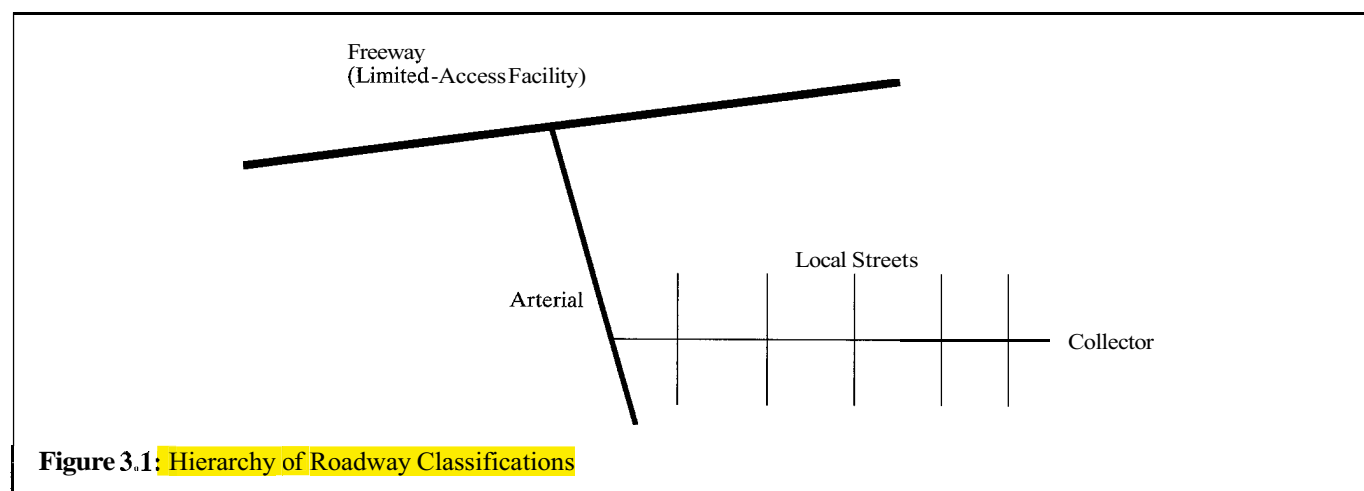 Freeway
(Limited-Access Facility)
Local Streets
Arterial
Collector
Figure 3.1: Hierarchy of Roadway Classifications